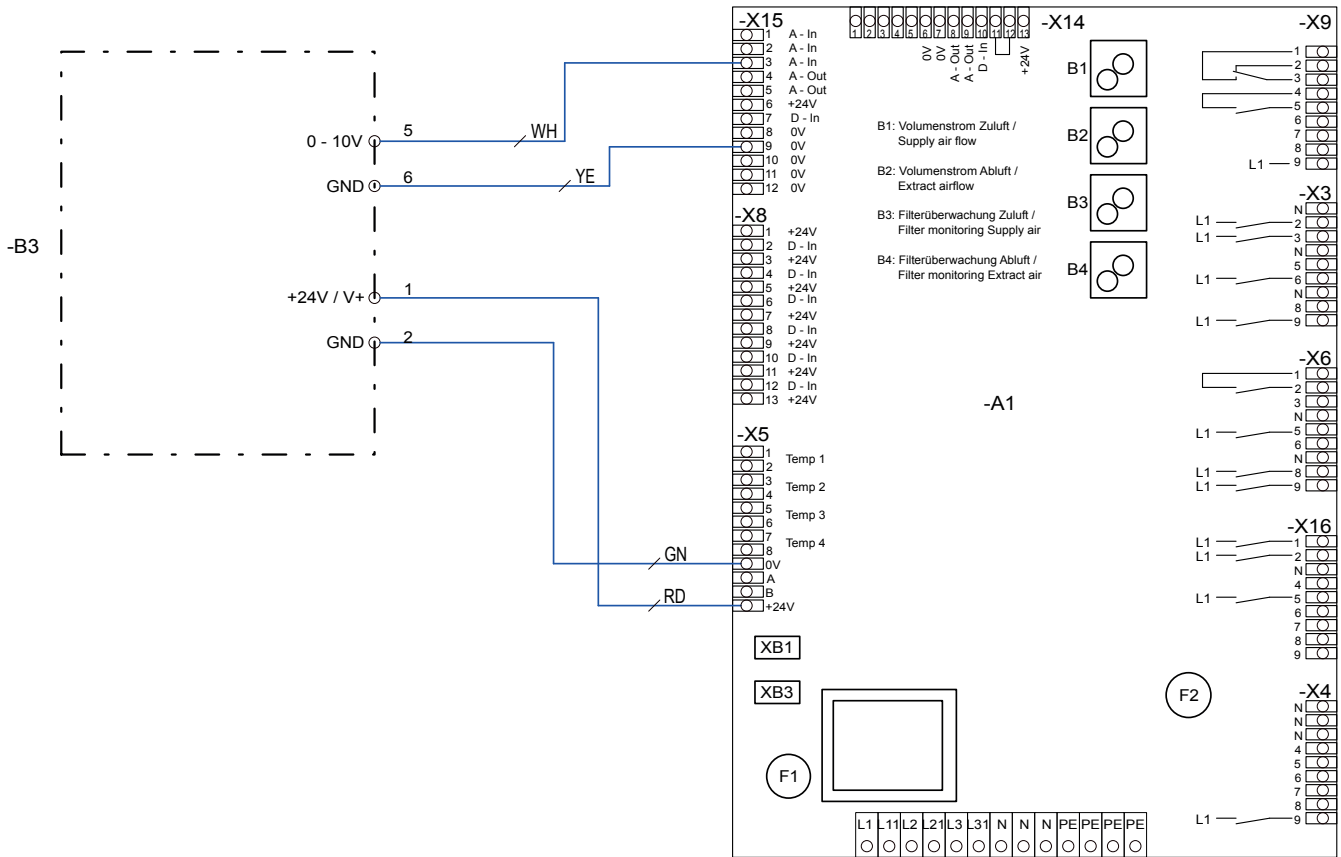 -B3
0 - 10V 5 WH
GND 6 YE
+24V / V+ 1 RD
GND 2 GN
-X15
1 A - In
2 A - In
3 A - In
4 A - Out
5 A - Out
6 +24V
7 D - In
8 0V
9 0V
10 0V
11 0V
12 0V
-X8
1 +24V
2 D - In
3 +24V
4 D - In
5 +24V
6 D - In
7 +24V
8 D - In
9 +24V
10 D - In
11 +24V
12 D - In
13 +24V
-X5
1
2
Temp 1
3
4
Temp 2
5
6
Temp 3
7
8
Temp 4
0V
A
B
+24V
XB1
XB3
F1
-X14
1 2 3 4 5 6 7 8 9 10 11 12 13
0V
0V
A - Out
A - Out
D - In
+24V
B1
B2
B3
B4
B1: Volumenstrom Zuluft /
Supply air flow
B2: Volumenstrom Abluft /
Extract airflow
B3: Filterüberwachung Zuluft /
Filter monitoring Supply air
B4: Filterüberwachung Abluft /
Filter monitoring Extract air
-A1
-X9
1
2
3
4
5
6
7
8
L1 9
-X3
N
L1 2
L1 3
N
5
L1 6
N
8
L1 9
-X6
1
2
3
N
L1 5
6
N
L1 8
L1 9
-X16
L1 1
L1 2
N
4
L1 5
6
7
8
9
F2
-X4
N
N
N
4
5
6
7
8
L1 9
L1 L11 L2 L21 L3 L31 N N N PE PE PE PE